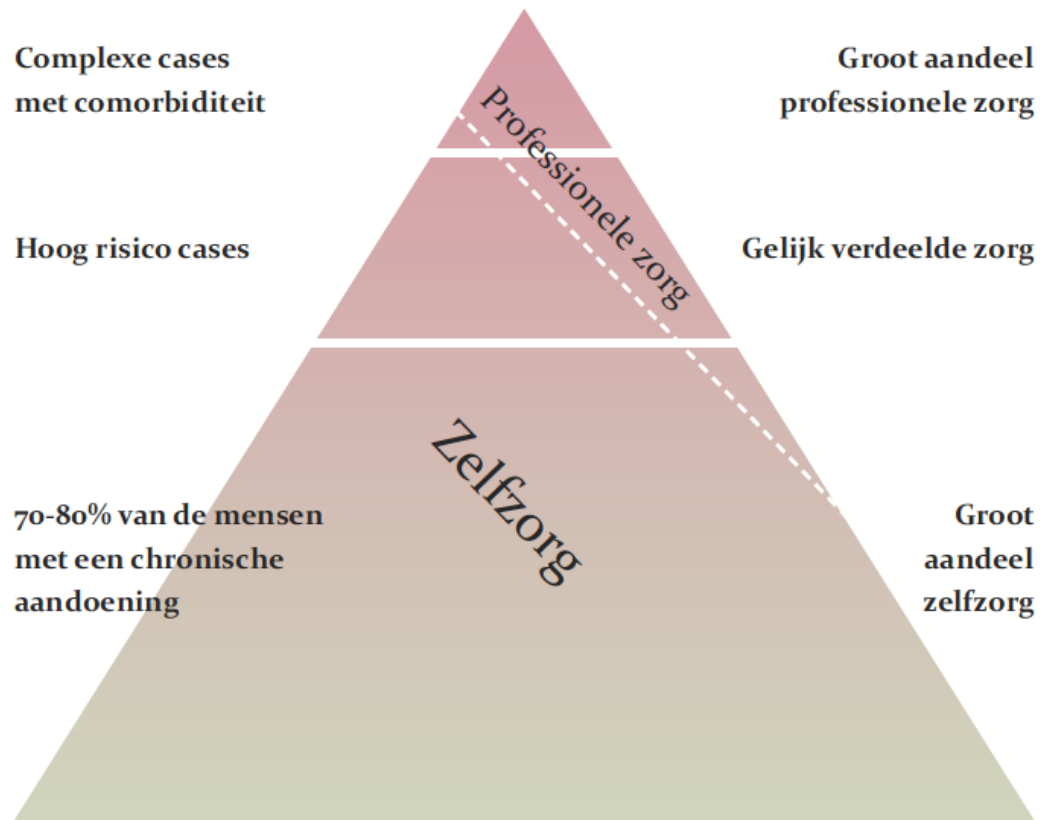 Complexe cases
met comorbiditeit
Groot aandeel
professionele zorg
Professionele zorg
Hoog risico cases
Gelijk verdeelde zorg
Zelfzorg
70-80% van de mensen
met een chronische
aandoening
Groot
aandeel
zelfzorg